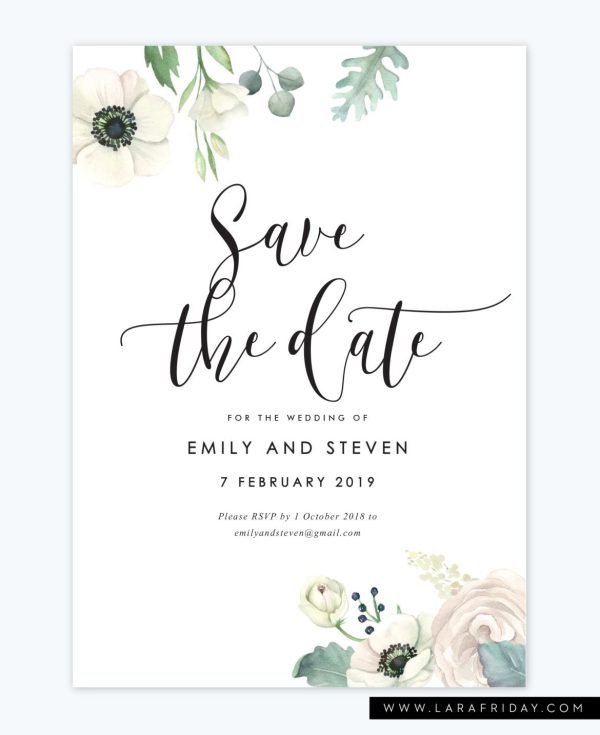 Save
the date
FOR THE WEDDING OF
EMILY AND STEVEN
7 FEBRUARY 2019
Please RSVP by 1 October 2018 to
emilyandsteven@gmail.com
WWW.LARAFRIDAY.COM